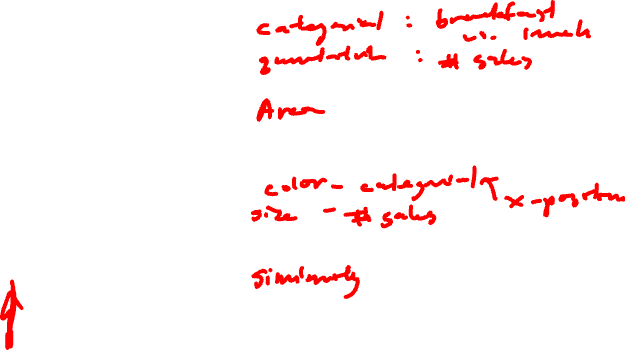 categorical : breakfast
vs. lunch
quantitative : # sales
Area
color - categorical x-position
size - # sales
Similarity